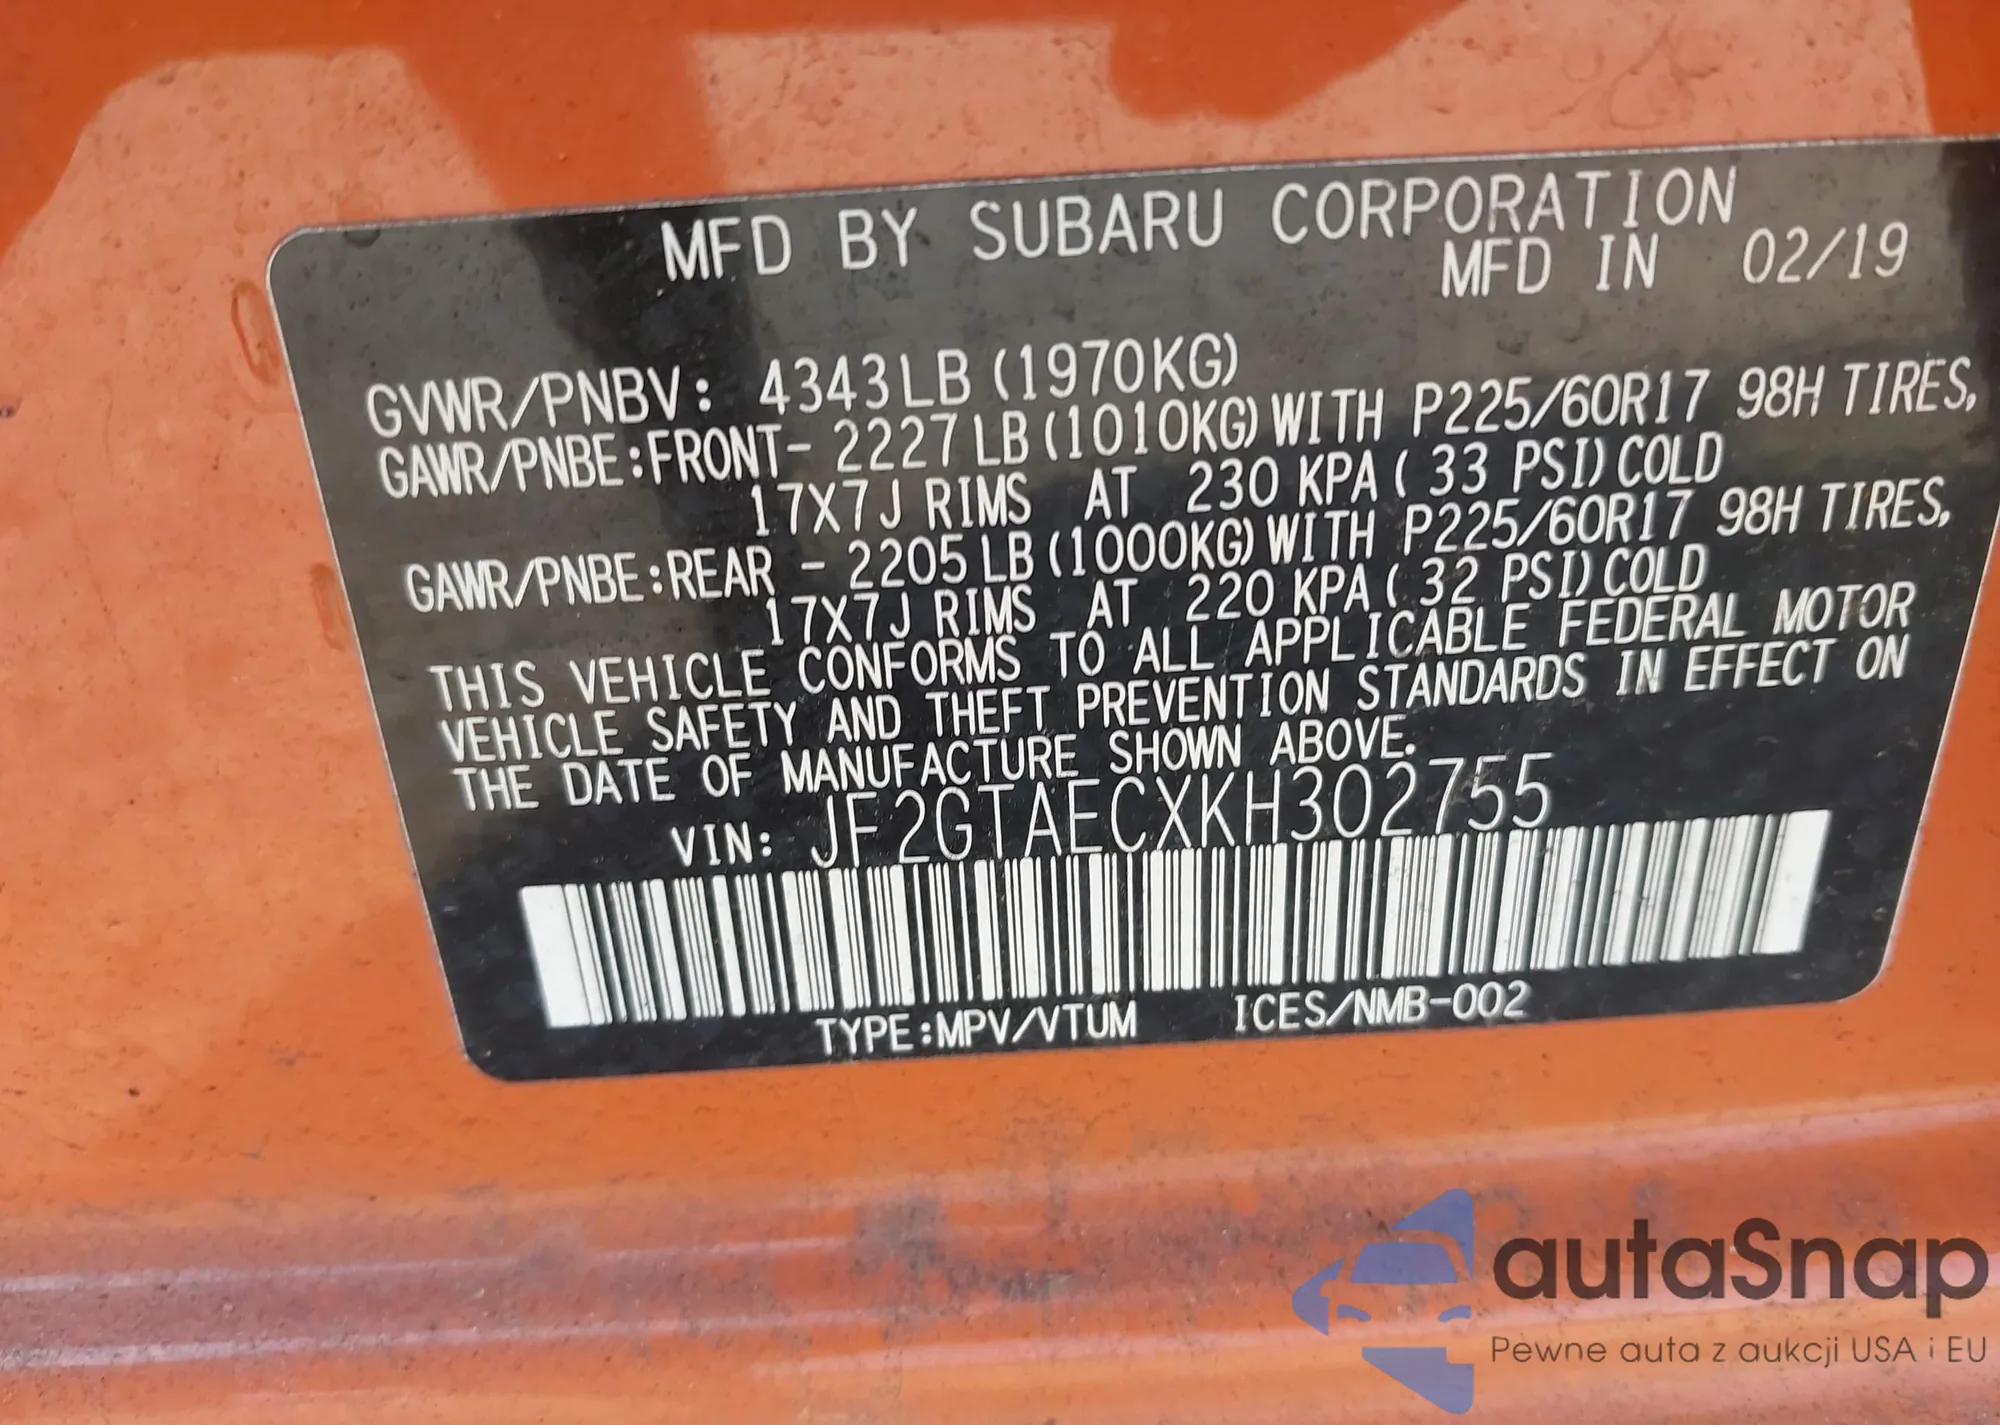 MFD BY SUBARU CORPORATION
MFD IN 02/19
GVWR/PNBV: 4343LB (1970KG)
GAWR/PNBE:FRONT- 2227LB (1010KG) WITH P225/60R17 98H TIRES,
17X7J RIMS AT 230 KPA ( 33 PSI) COLD
GAWR/PNBE:REAR - 2205LB (1000KG) WITH P225/60R17 98H TIRES,
17X7J RIMS AT 220 KPA ( 32 PSI) COLD
THIS VEHICLE CONFORMS TO ALL APPLICABLE FEDERAL MOTOR
VEHICLE SAFETY AND THEFT PREVENTION STANDARDS IN EFFECT ON
THE DATE OF MANUFACTURE SHOWN ABOVE.
VIN: JF2GTAECXKH302755
TYPE:MPV/VTUM ICES/NMB-002
autaSnap
Pewne auta z aukcji USA i EU